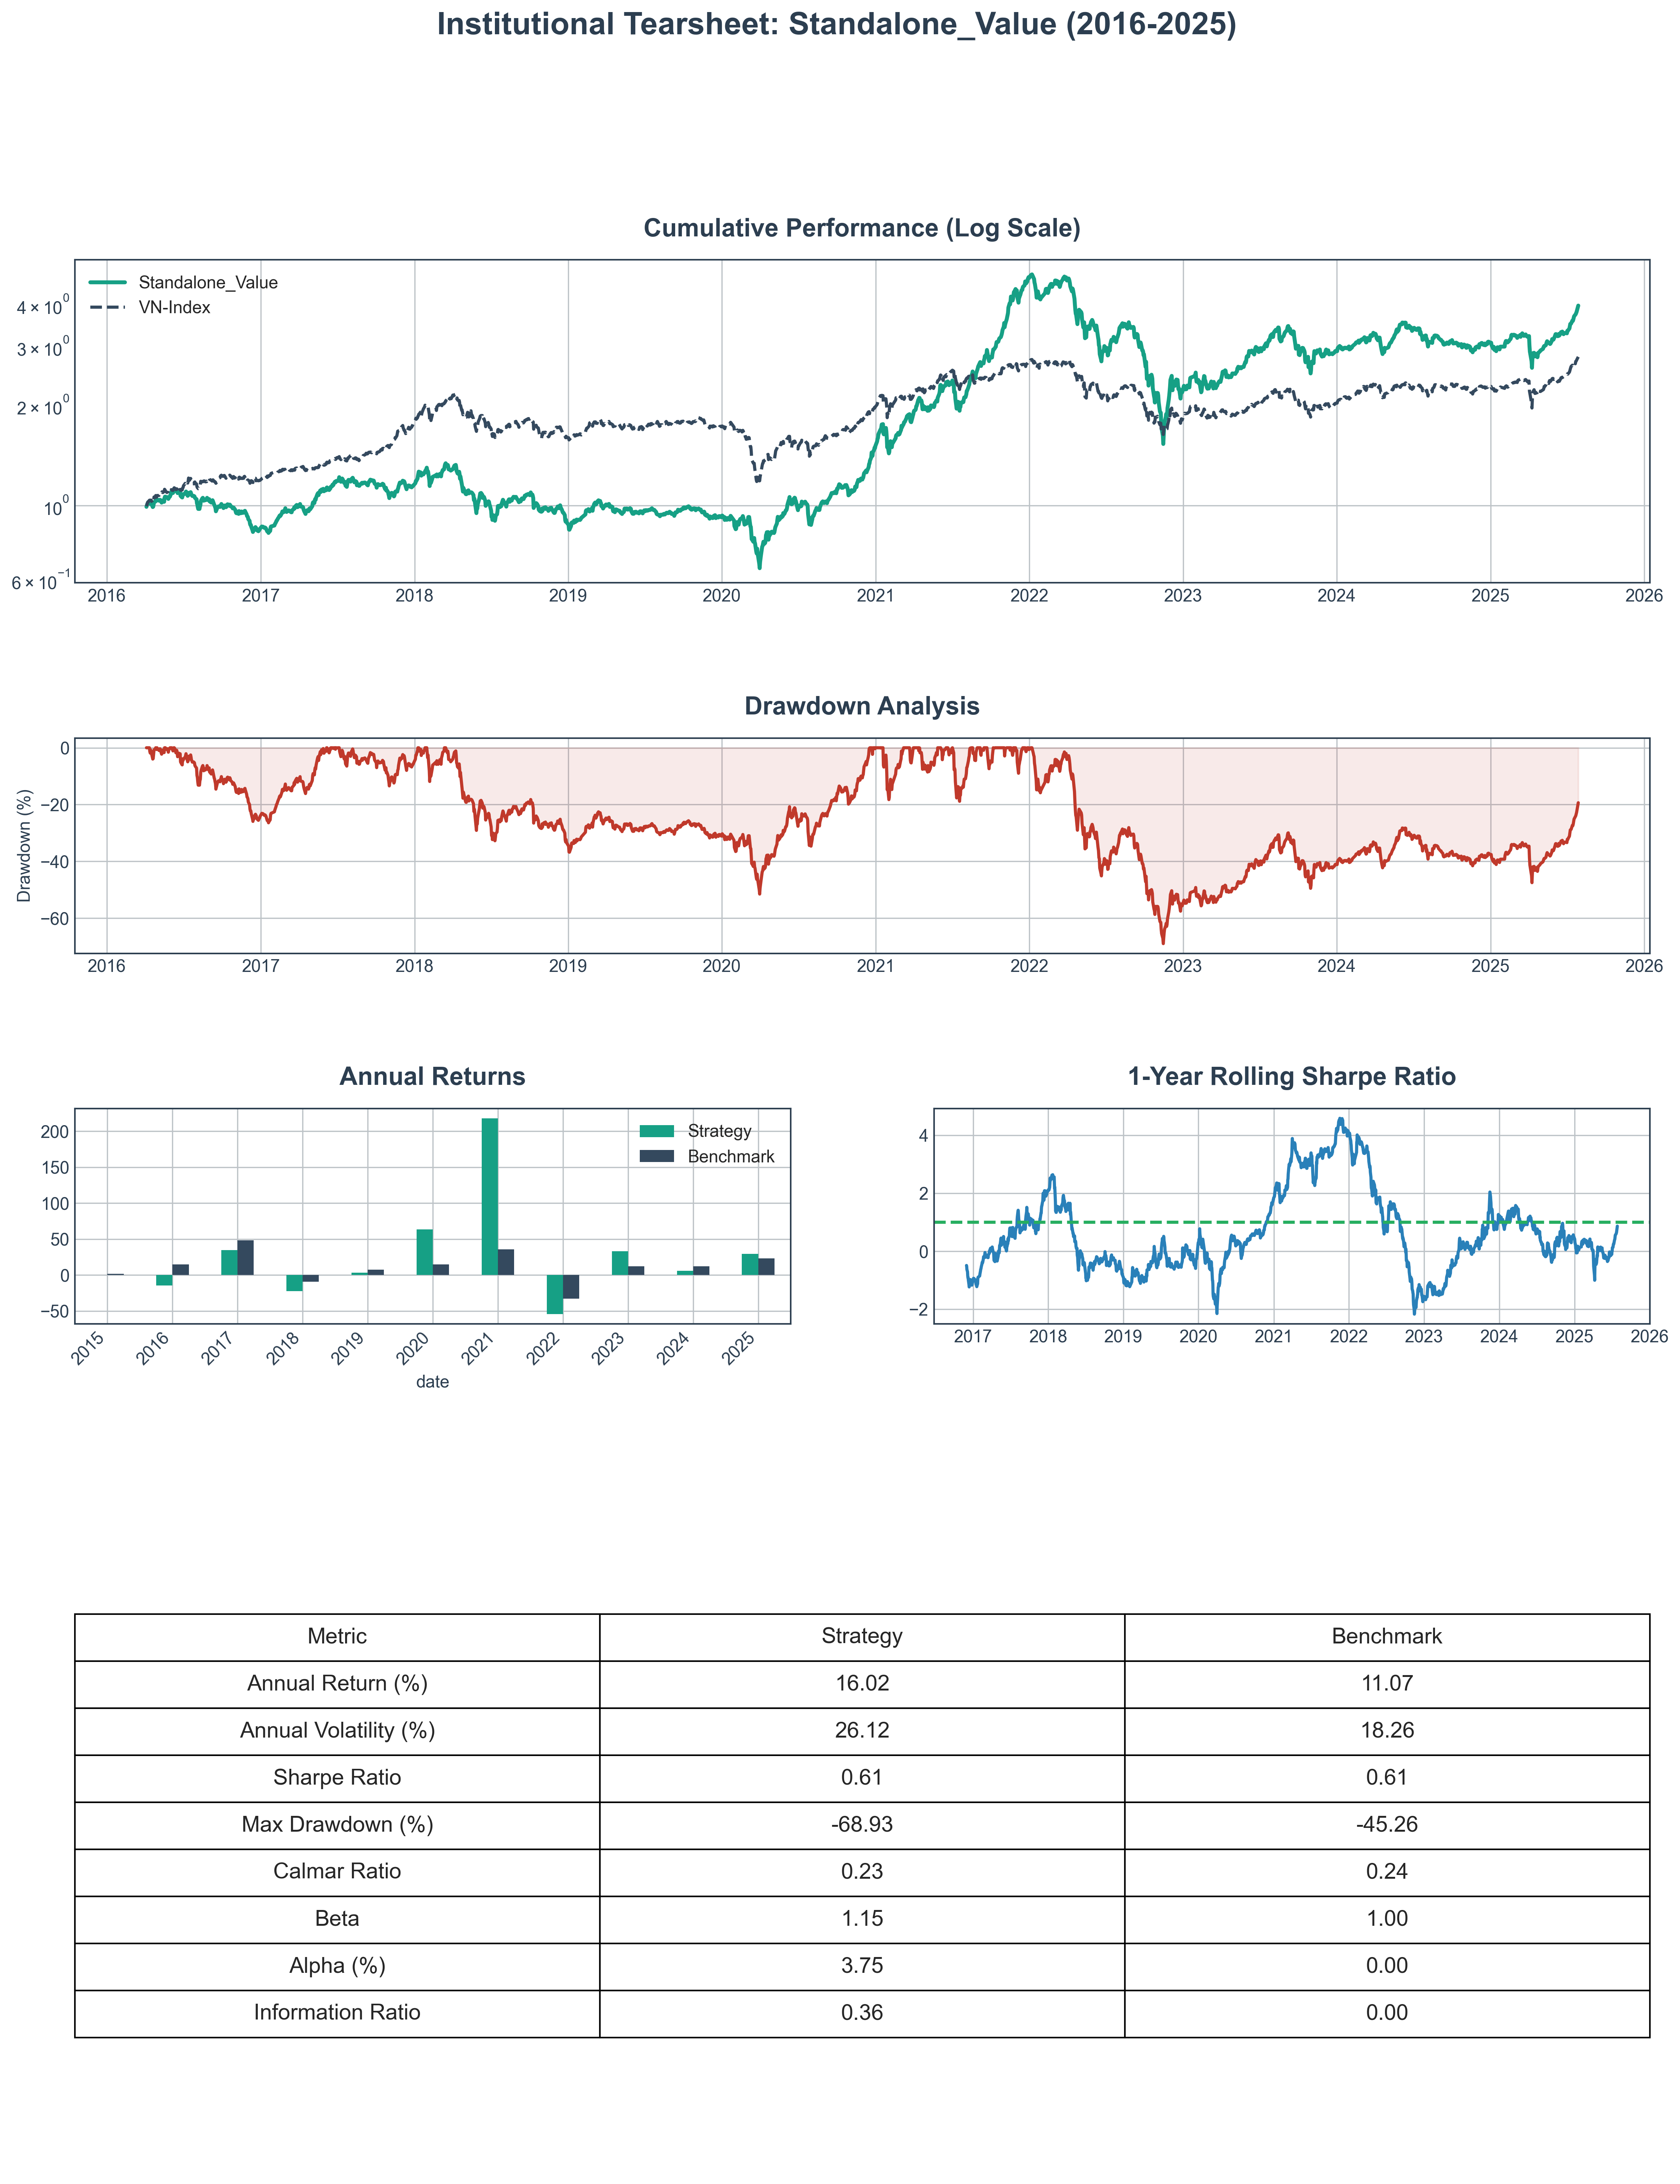 Institutional Tearsheet: Standalone_Value (2016-2025)
Cumulative Performance (Log Scale)
Standalone_Value
VN-Index
4 × 10⁰
3 × 10⁰
2 × 10⁰
10⁰
6 × 10⁻¹
2016 2017 2018 2019 2020 2021 2022 2023 2024 2025 2026
Drawdown Analysis
Drawdown (%)
0
−20
−40
−60
2016 2017 2018 2019 2020 2021 2022 2023 2024 2025 2026
Annual Returns
Strategy
Benchmark
200
150
100
50
0
−50
2015 2016 2017 2018 2019 2020 2021 2022 2023 2024 2025
date
1-Year Rolling Sharpe Ratio
4
2
0
−2
2017 2018 2019 2020 2021 2022 2023 2024 2025 2026
Metric Strategy Benchmark
Annual Return (%) 16.02 11.07
Annual Volatility (%) 26.12 18.26
Sharpe Ratio 0.61 0.61
Max Drawdown (%) -68.93 -45.26
Calmar Ratio 0.23 0.24
Beta 1.15 1.00
Alpha (%) 3.75 0.00
Information Ratio 0.36 0.00